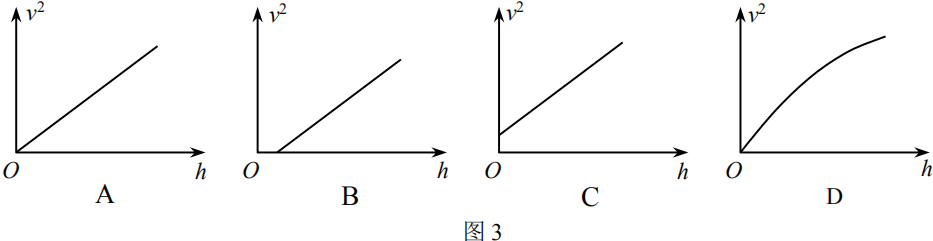 v² v² v² v²
O h O h O h O h
A B C D
图 3